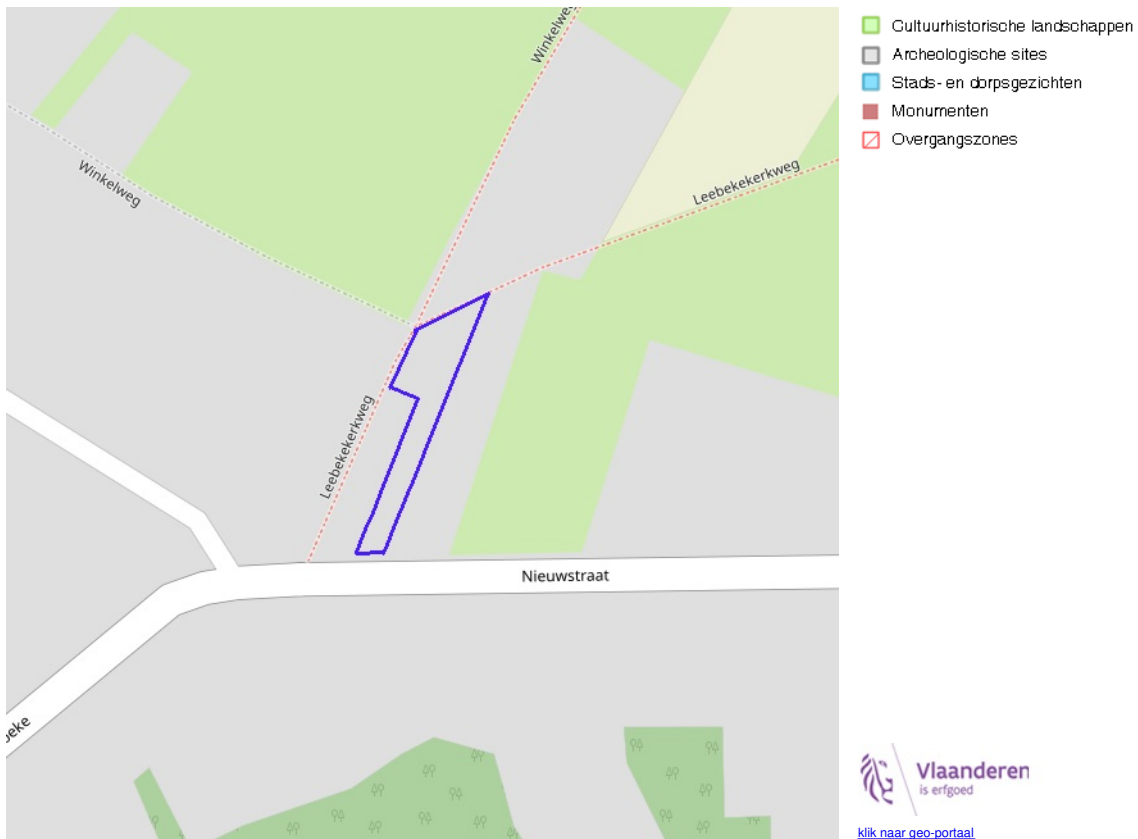 Winkelweg
Winkelweg
Leebekekerkweg
Leebekekerkweg
Nieuwstraat
beke
Cultuurhistorische landschappen
Archeologische sites
Stads- en dorpsgezichten
Monumenten
Overgangszones
Vlaanderen
is erfgoed
klik naar geo-portaal